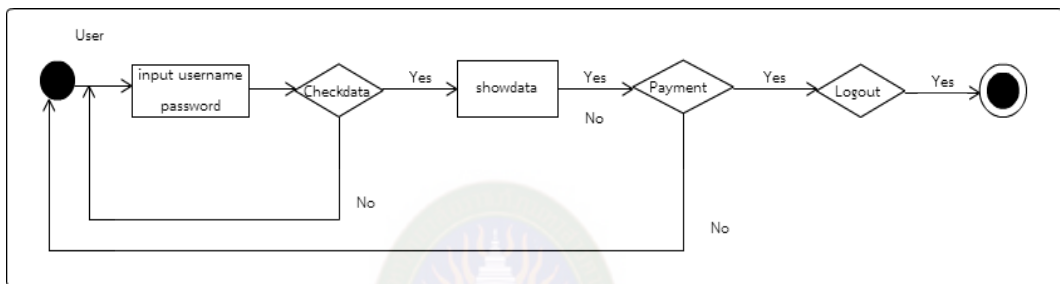 User
input username
password
Checkdata
Yes
showdata
Yes
No
Payment
Yes
Logout
Yes
No
No